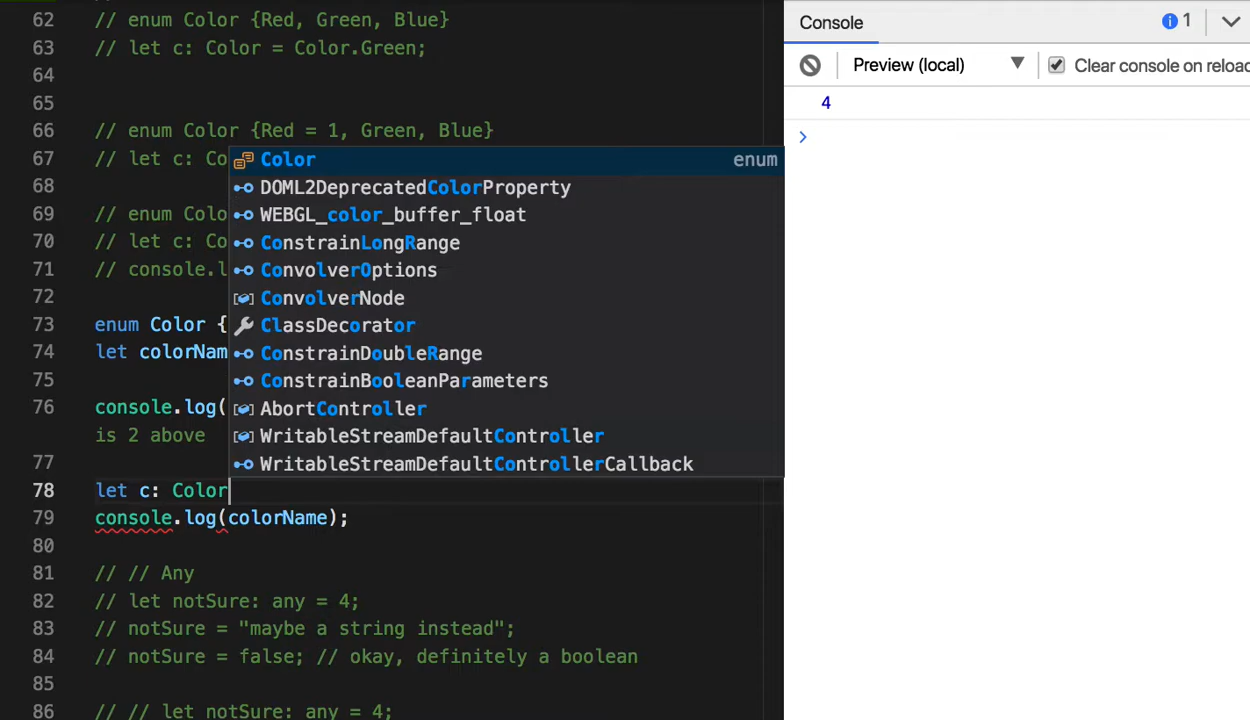 62 // enum Color {Red, Green, Blue}
63 // let c: Color = Color.Green;
64
65
66 // enum Color {Red = 1, Green, Blue}
67 // let c: Co
68
69 // enum Colo
70 // let c: Co
71 // console.l
72
73 enum Color {
74 let colorNam
75
76 console.log(
is 2 above
77
78 let c: Color
79 console.log(colorName);
80
81 // // Any
82 // let notSure: any = 4;
83 // notSure = "maybe a string instead";
84 // notSure = false; // okay, definitely a boolean
85
86 // // let notSure: any = 4;
Color enum
DOML2DeprecatedColorProperty
WEBGL_color_buffer_float
ConstrainLongRange
ConvolverOptions
ConvolverNode
ClassDecorator
ConstrainDoubleRange
ConstrainBooleanParameters
AbortController
WritableStreamDefaultController
WritableStreamDefaultControllerCallback
Console 1
Preview (local) Clear console on reload
4